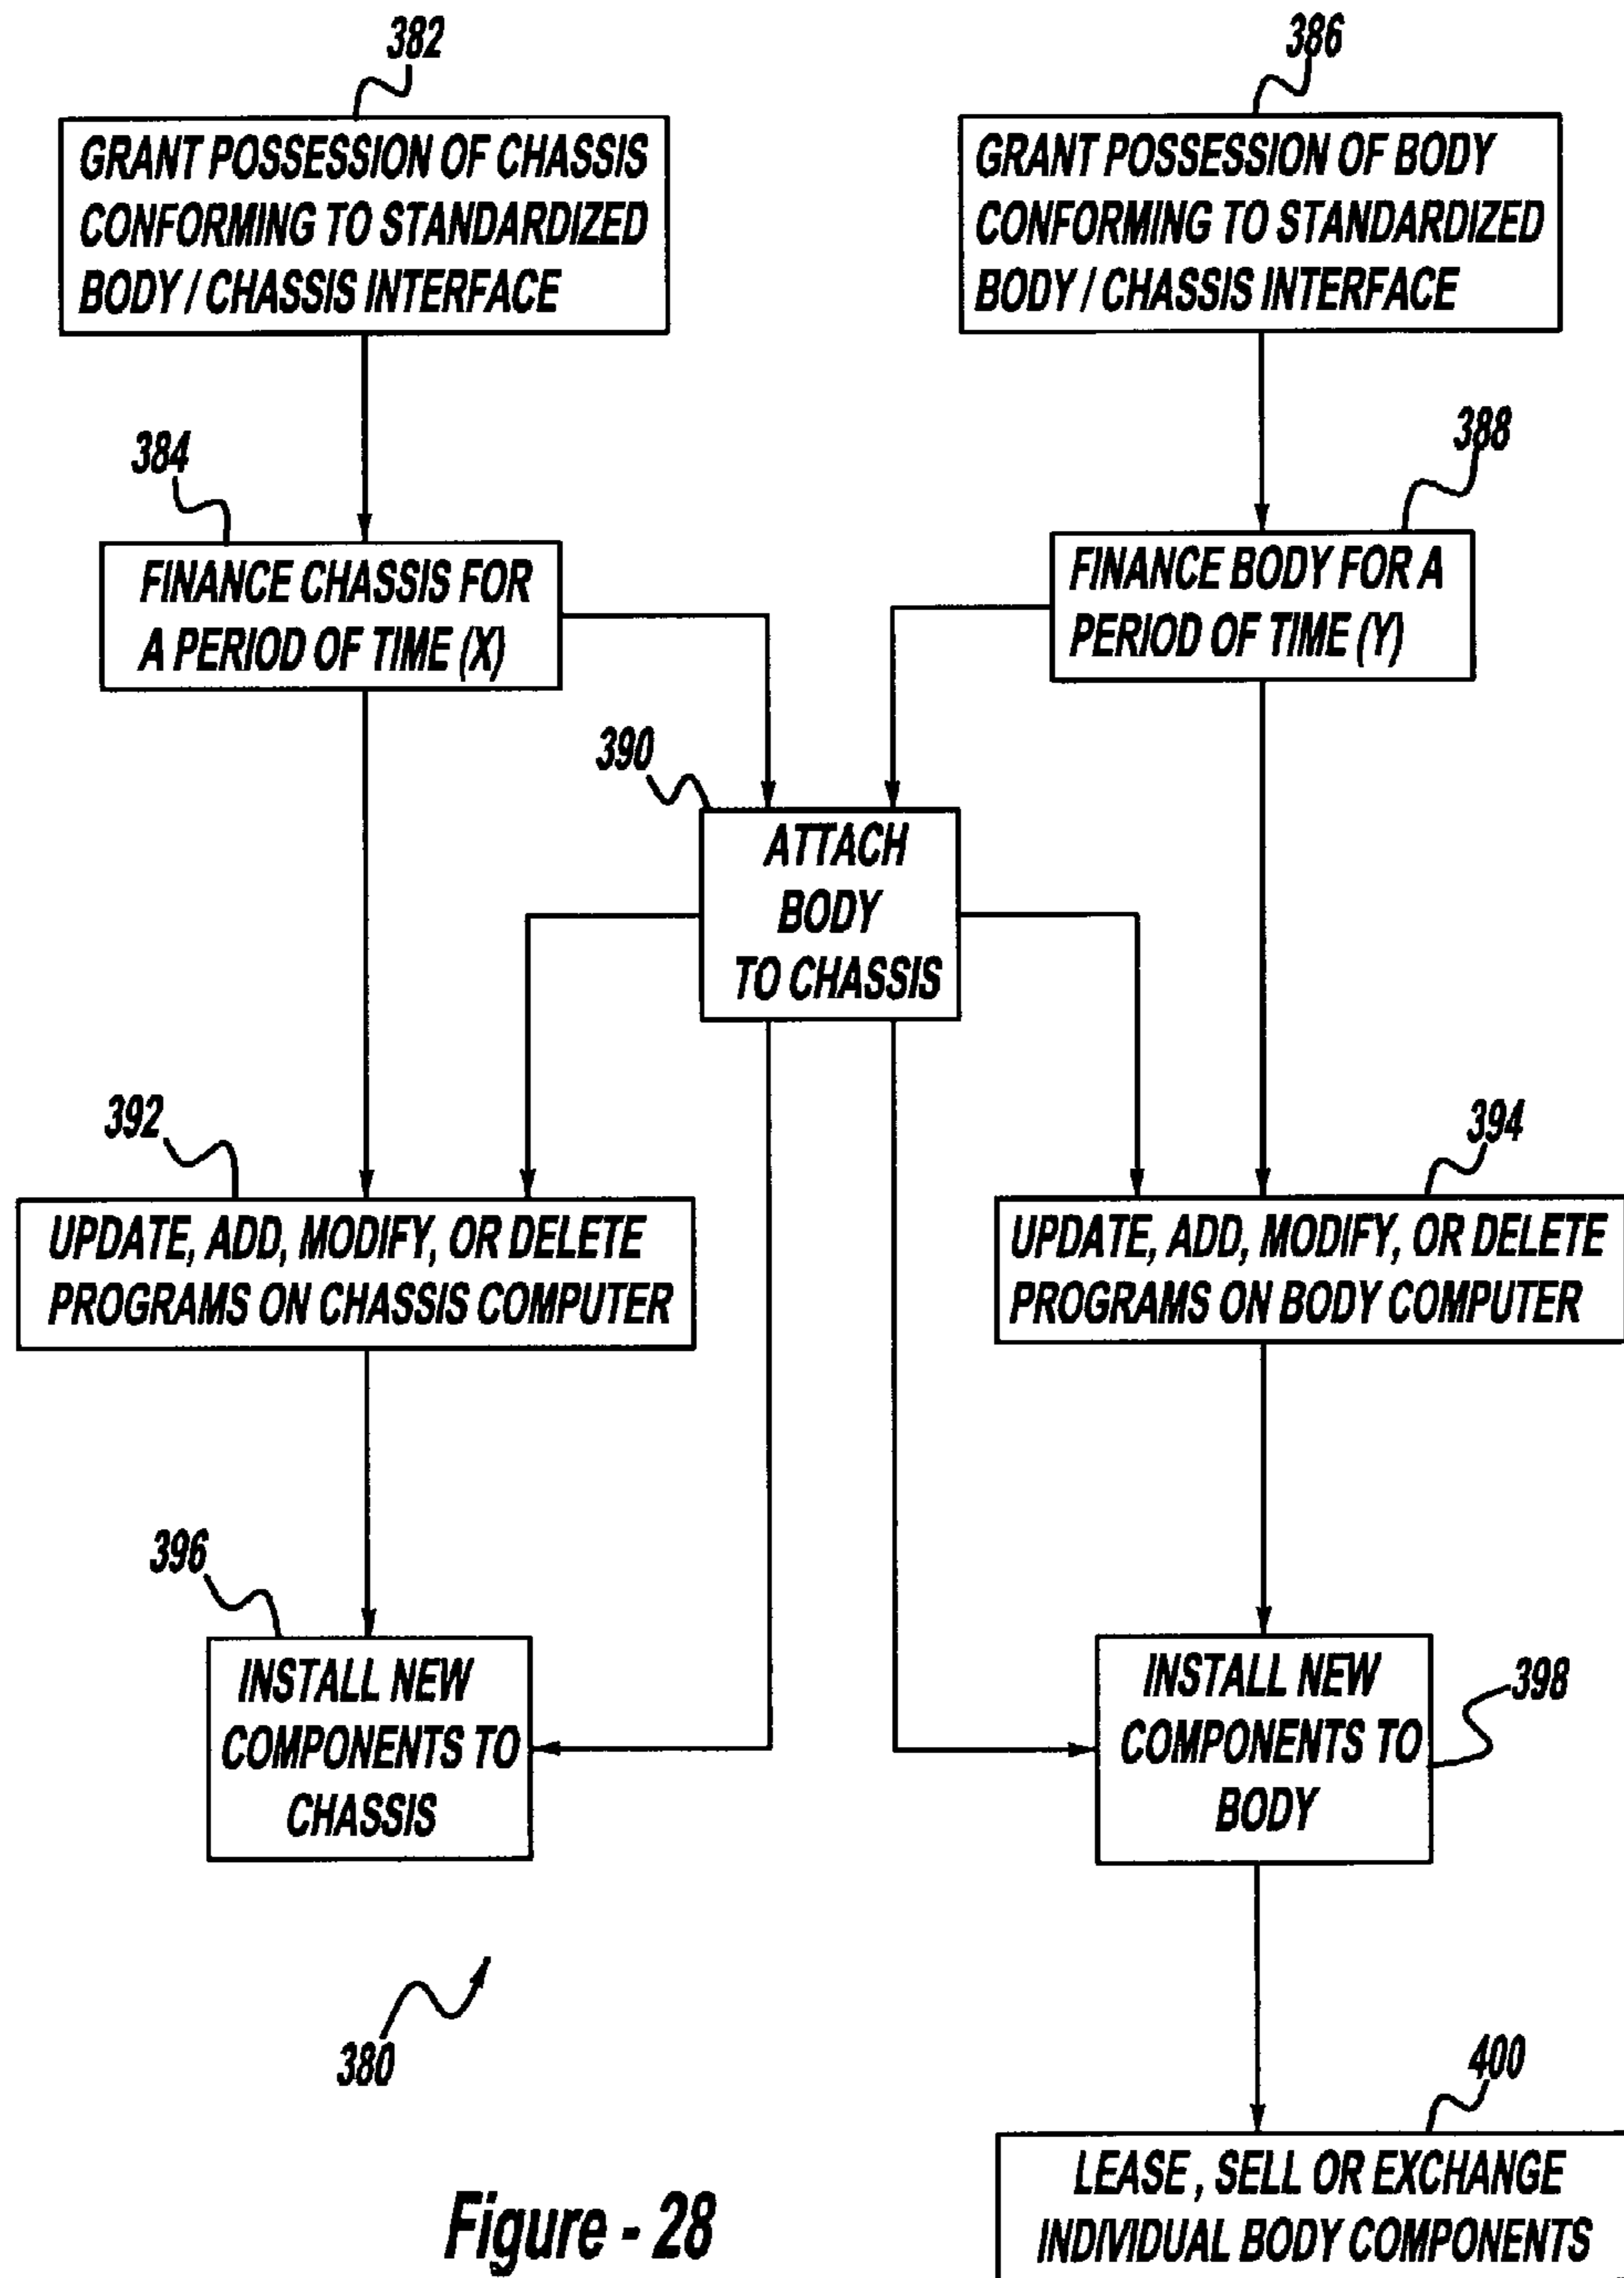 382
GRANT POSSESSION OF CHASSIS
CONFORMING TO STANDARDIZED
BODY / CHASSIS INTERFACE
386
GRANT POSSESSION OF BODY
CONFORMING TO STANDARDIZED
BODY / CHASSIS INTERFACE
384
FINANCE CHASSIS FOR
A PERIOD OF TIME (X)
388
FINANCE BODY FOR A
PERIOD OF TIME (Y)
390
ATTACH
BODY
TO CHASSIS
392
UPDATE, ADD, MODIFY, OR DELETE
PROGRAMS ON CHASSIS COMPUTER
394
UPDATE, ADD, MODIFY, OR DELETE
PROGRAMS ON BODY COMPUTER
396
INSTALL NEW
COMPONENTS TO
CHASSIS
INSTALL NEW
COMPONENTS TO
BODY
398
380
400
LEASE , SELL OR EXCHANGE
INDIVIDUAL BODY COMPONENTS
Figure - 28